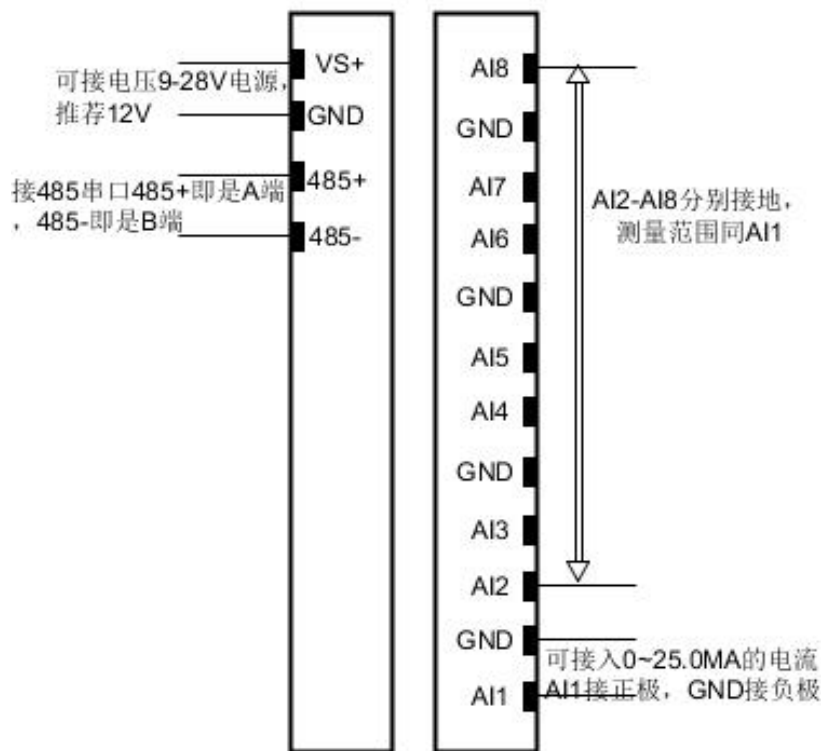 VS+
可接电压9-28V电源，
推荐12V
GND
485+
接485串口485+即是A端
，485-即是B端
485-
AI8
GND
AI7
AI6
GND
AI5
AI4
GND
AI3
AI2
GND
AI1
AI2-AI8分别接地，
测量范围同AI1
可接入0~25.0MA的电流
AI1接正极，GND接负极